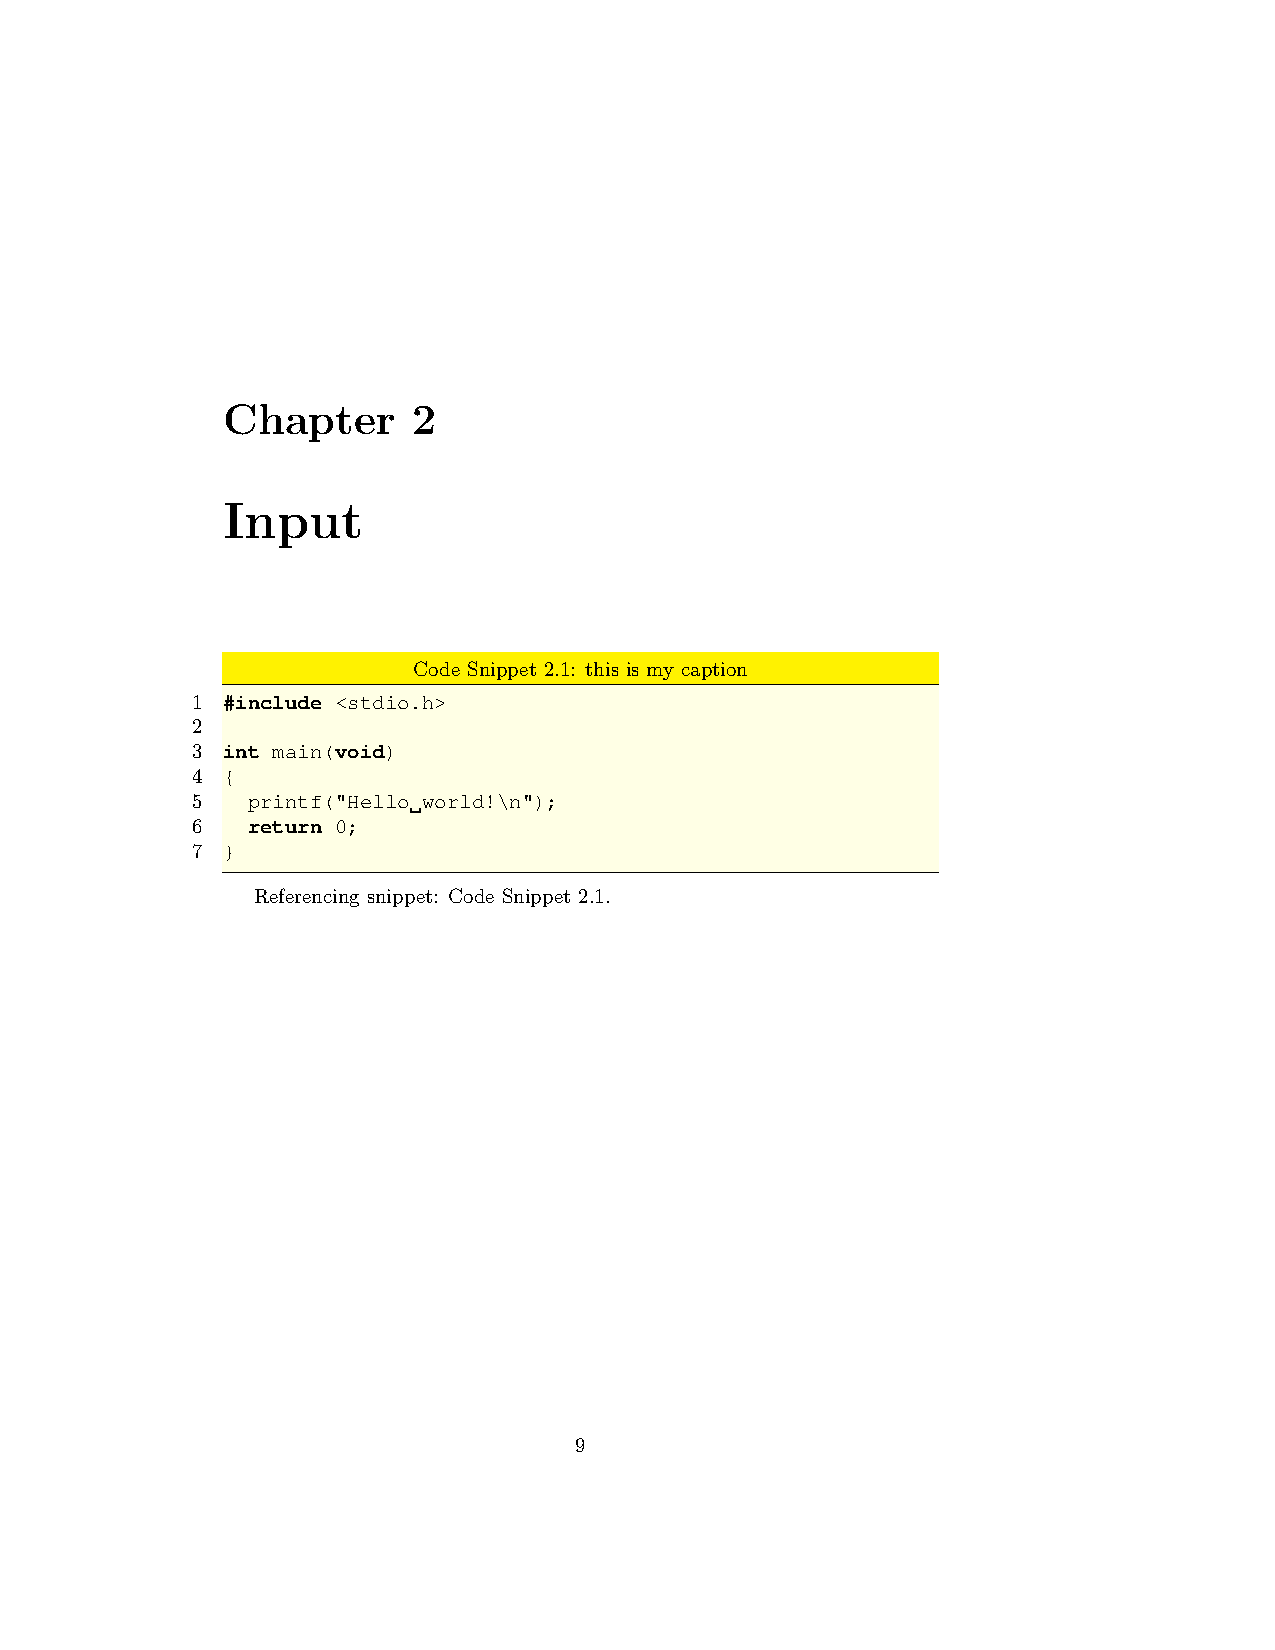 Chapter 2
Input
Code Snippet 2.1: this is my caption
1 #include <stdio.h>
2
3 int main(void)
4 {
5   printf("Hello␣world!\n");
6   return 0;
7 }
Referencing snippet: Code Snippet 2.1.
9